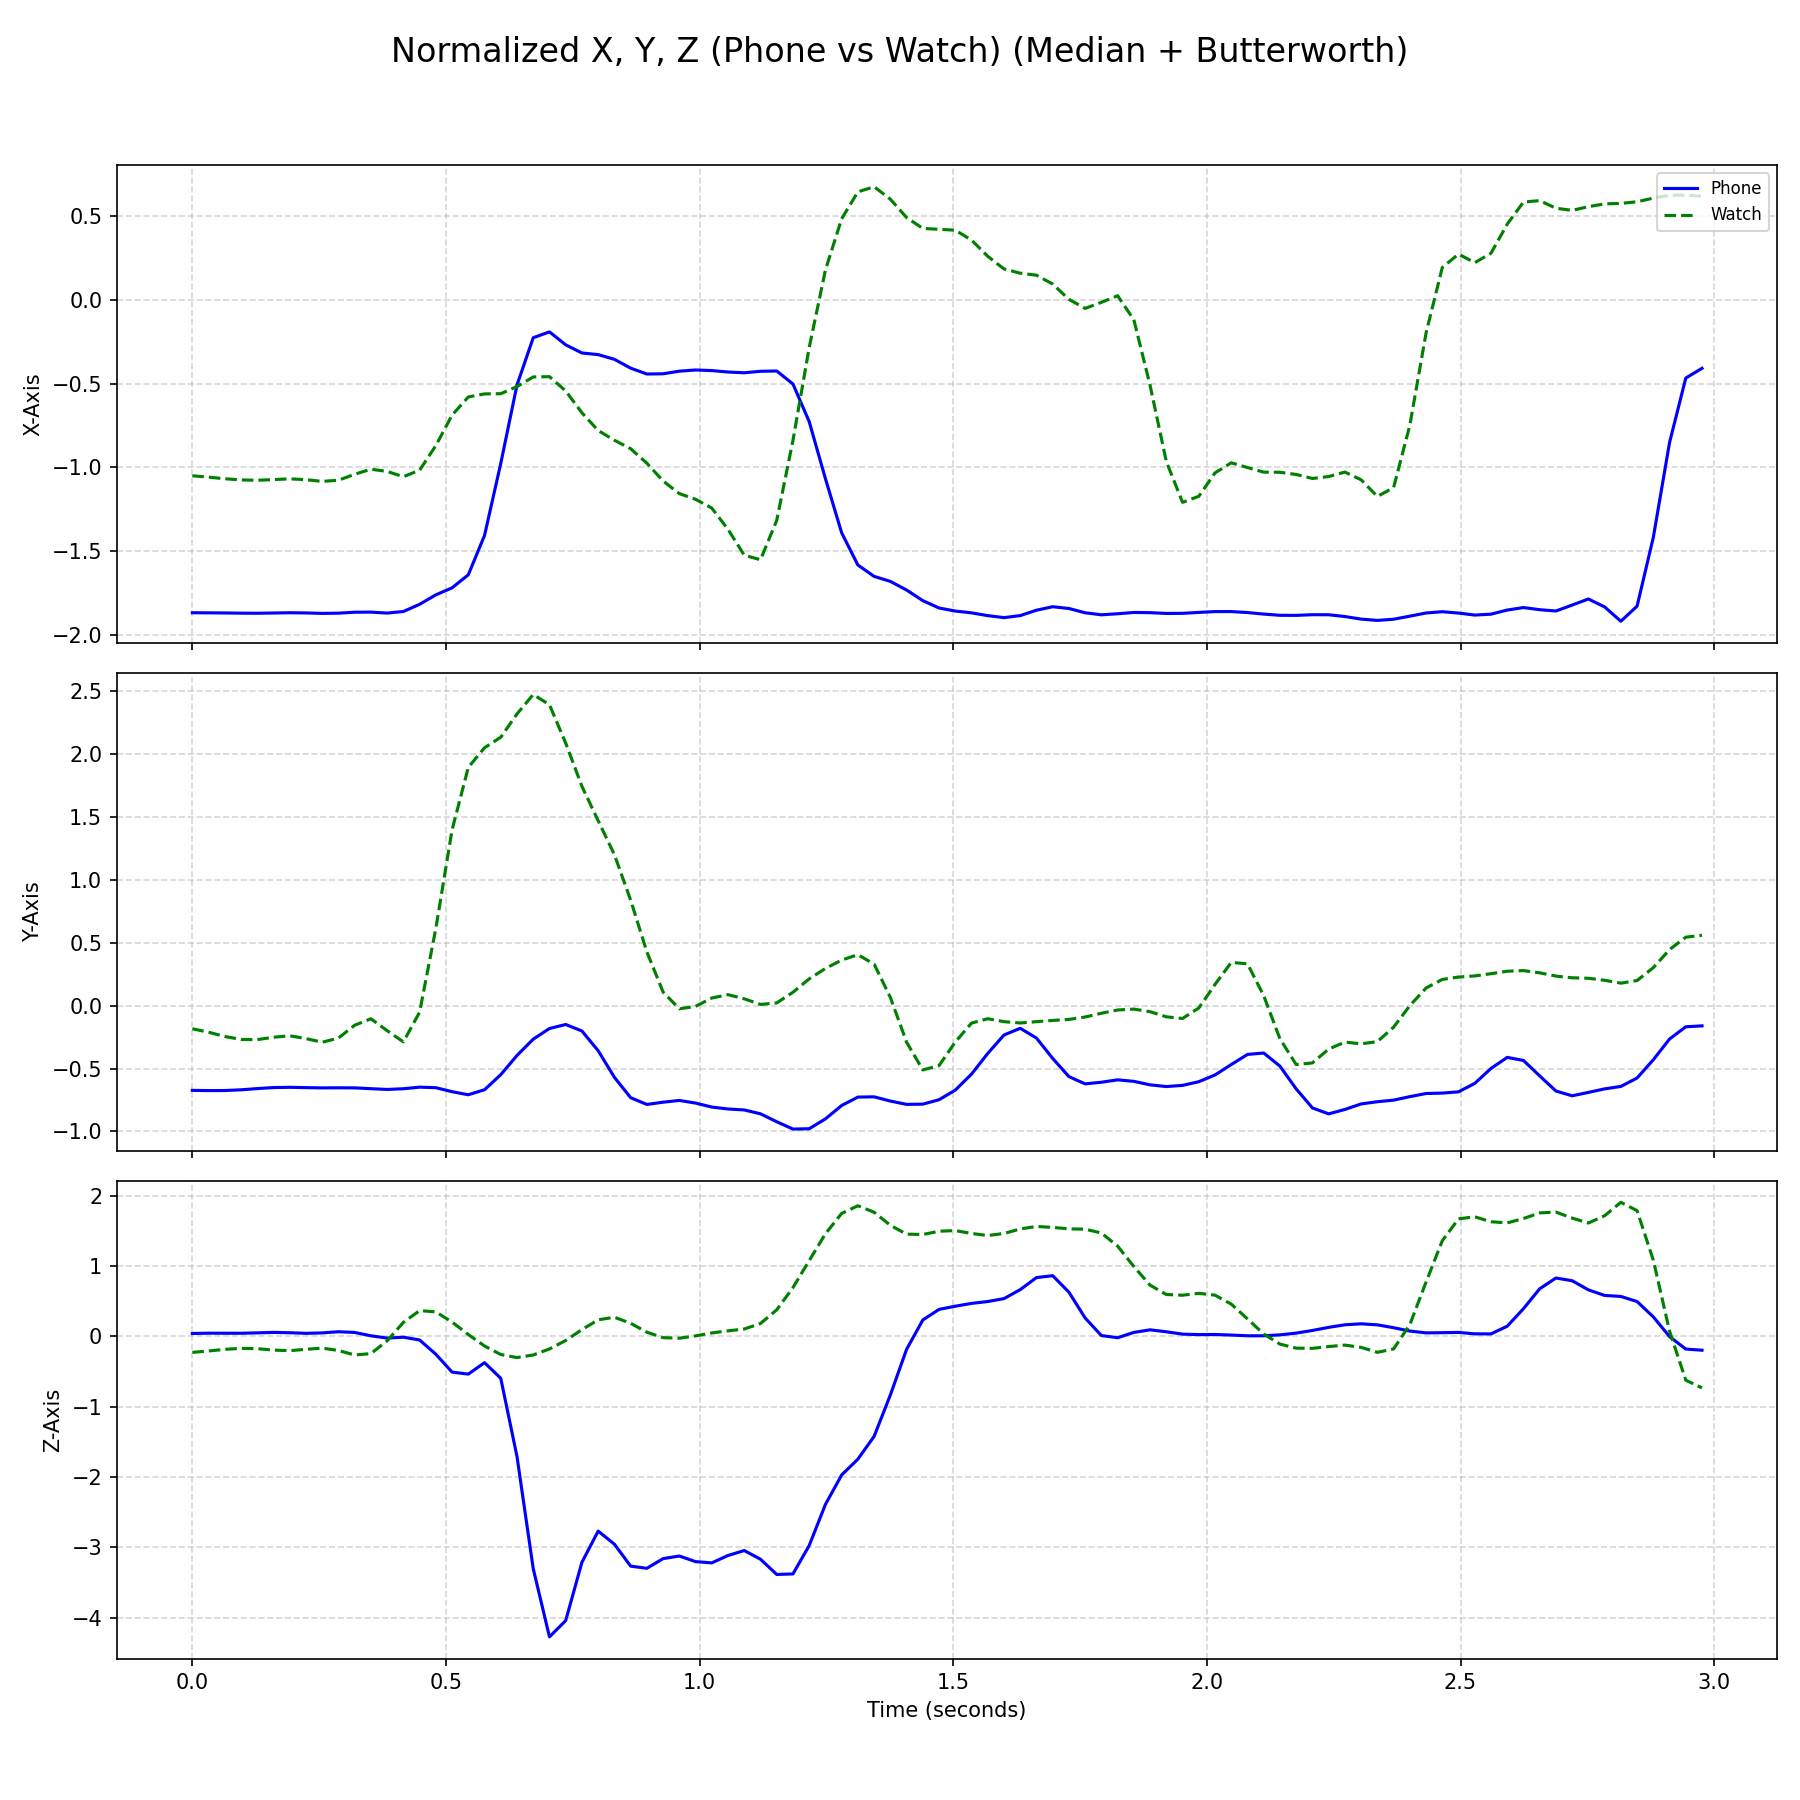 Normalized X, Y, Z (Phone vs Watch) (Median + Butterworth)
Phone
Watch
X-Axis
0.5
0.0
−0.5
−1.0
−1.5
−2.0
Y-Axis
2.5
2.0
1.5
1.0
0.5
0.0
−0.5
−1.0
Z-Axis
2
1
0
−1
−2
−3
−4
0.0 0.5 1.0 1.5 2.0 2.5 3.0
Time (seconds)